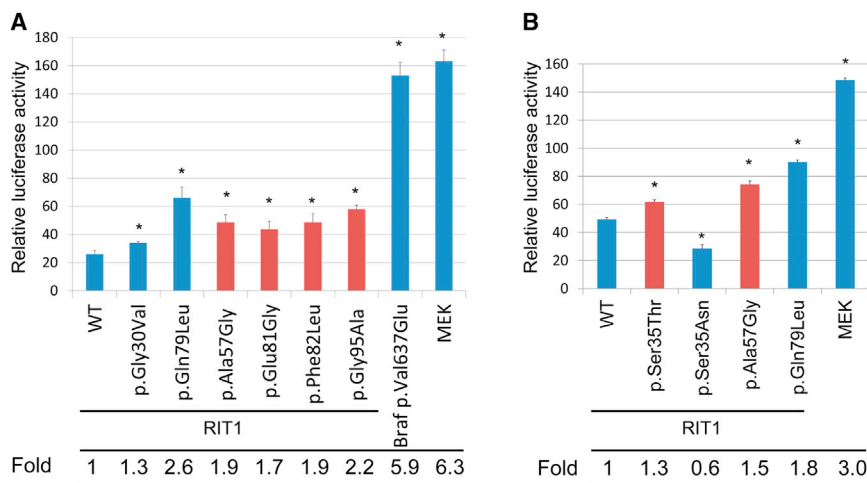 A
Relative luciferase activity
180
160
140
120
100
80
60
40
20
0
* * * * * * * *
WT
p.Gly30Val
p.Gln79Leu
p.Ala57Gly
p.Glu81Gly
p.Phe82Leu
p.Gly95Ala
Braf p.Val637Glu
MEK
RIT1
Fold 1 1.3 2.6 1.9 1.7 1.9 2.2 5.9 6.3
B
Relative luciferase activity
160
140
120
100
80
60
40
20
0
* * * * *
WT
p.Ser35Thr
p.Ser35Asn
p.Ala57Gly
p.Gln79Leu
MEK
RIT1
Fold 1 1.3 0.6 1.5 1.8 3.0